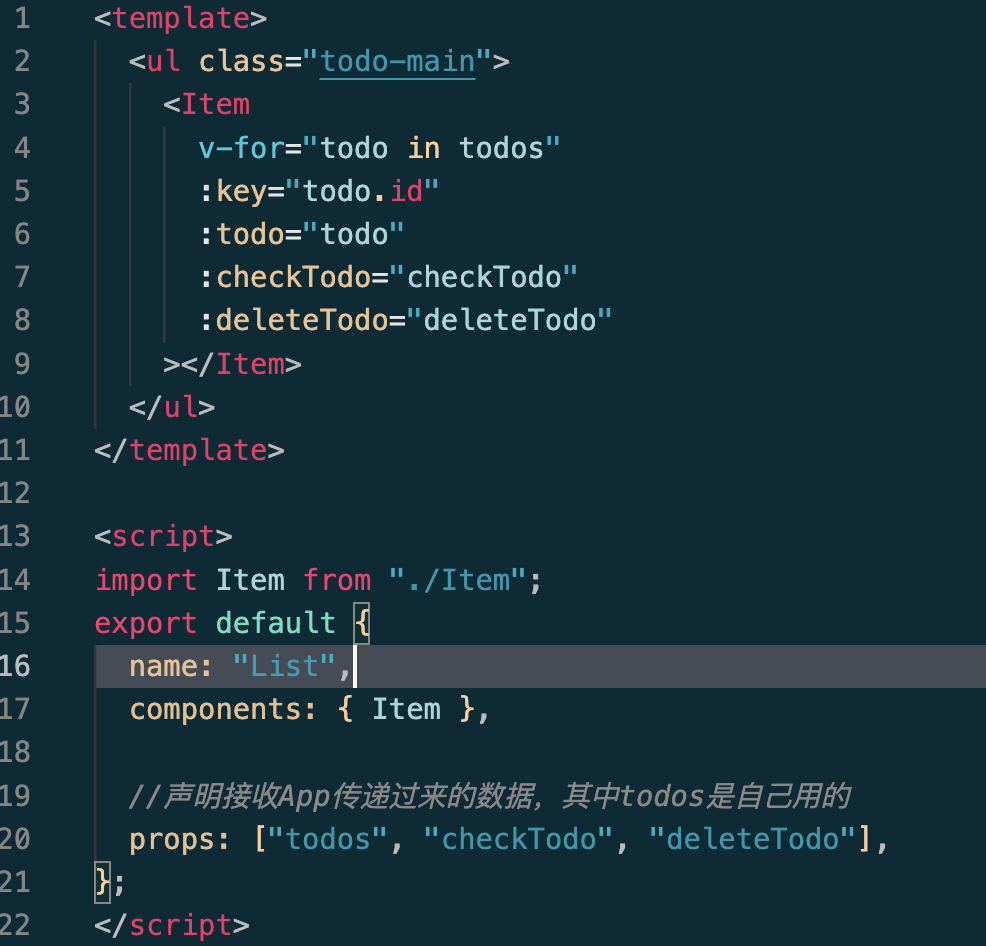 1 <template>
2   <ul class="todo-main">
3     <Item
4       v-for="todo in todos"
5       :key="todo.id"
6       :todo="todo"
7       :checkTodo="checkTodo"
8       :deleteTodo="deleteTodo"
9     ></Item>
10   </ul>
11 </template>
12
13 <script>
14 import Item from "./Item";
15 export default {
16   name: "List",
17   components: { Item },
18
19   //声明接收App传递过来的数据，其中todos是自己用的
20   props: ["todos", "checkTodo", "deleteTodo"],
21 };
22 </script>